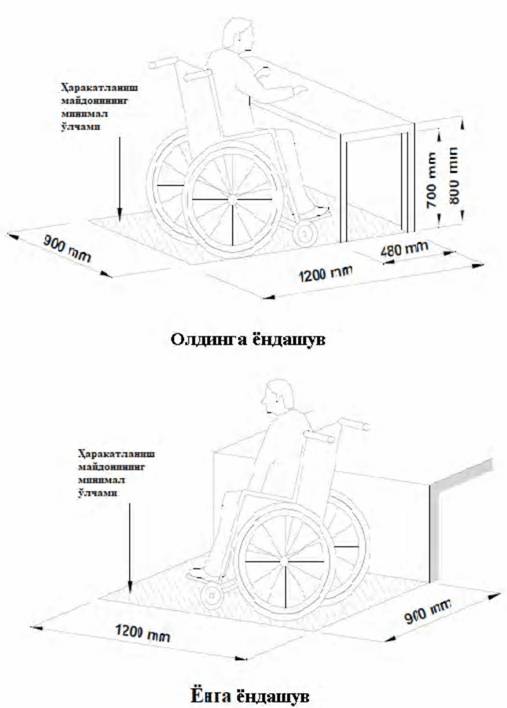 Ҳаракатланиш
майдонининг
минимал
ўлчами
700 mm
800 mm
900 mm
480 mm
1200 mm
Олдинга ёндашув
Ҳаракатланиш
майдонининг
минимал
ўлчами
1200 mm
900 mm
Ёнга ёндашув